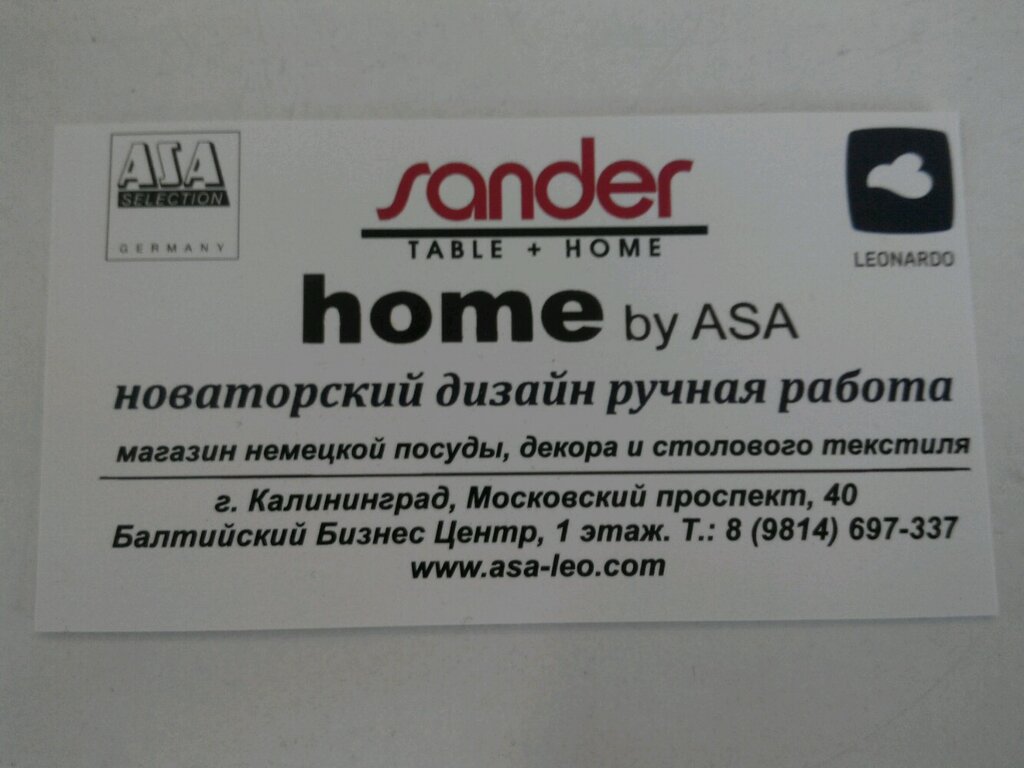 ASA
SELECTION
GERMANY
sander
TABLE + HOME
LEONARDO
home by ASA
новаторский дизайн ручная работа
магазин немецкой посуды, декора и столового текстиля
г. Калининград, Московский проспект, 40
Балтийский Бизнес Центр, 1 этаж. Т.: 8 (9814) 697-337
www.asa-leo.com